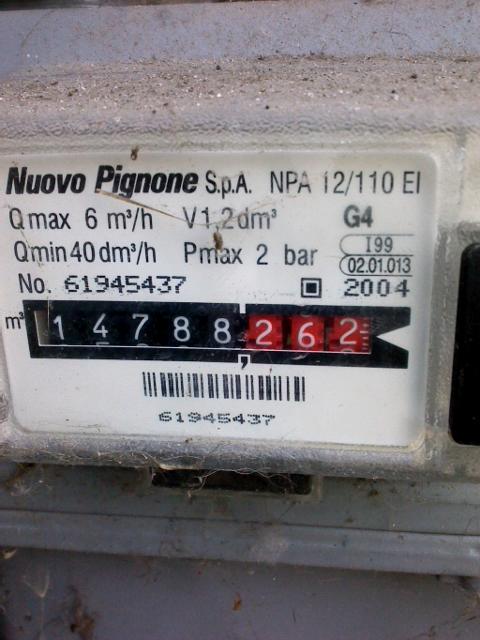 Nuovo Pignone S.p.A. NPA 12/110 EI
Qmax 6 m³/h V1,2dm³ G4
Qmin 40 dm³/h Pmax 2 bar I99
02.01.013
No. 61945437 2004
m³ 14788,262
61945437